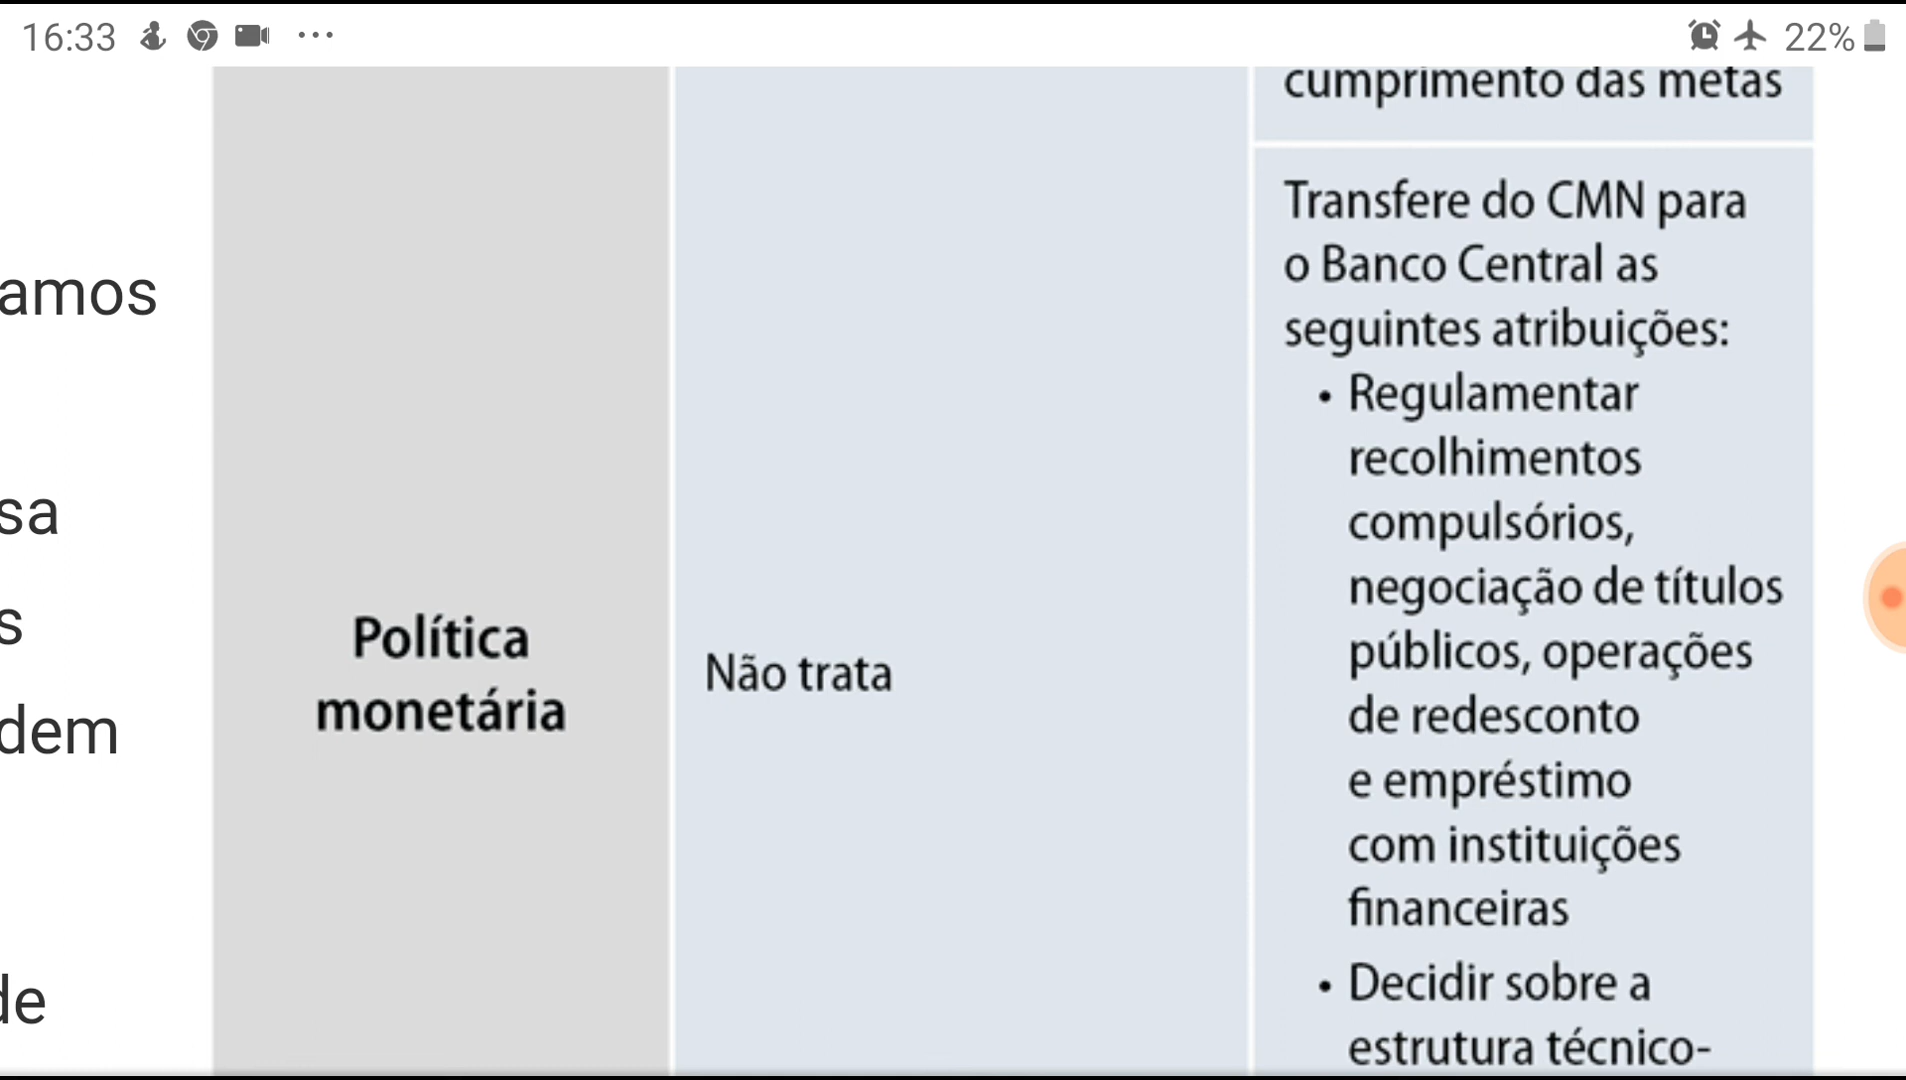 16:33
22%
amos
sa
s
dem
de
Política
monetária
Não trata
cumprimento das metas
Transfere do CMN para
o Banco Central as
seguintes atribuições:
• Regulamentar
recolhimentos
compulsórios,
negociação de títulos
públicos, operações
de redesconto
e empréstimo
com instituições
financeiras
• Decidir sobre a
estrutura técnico-